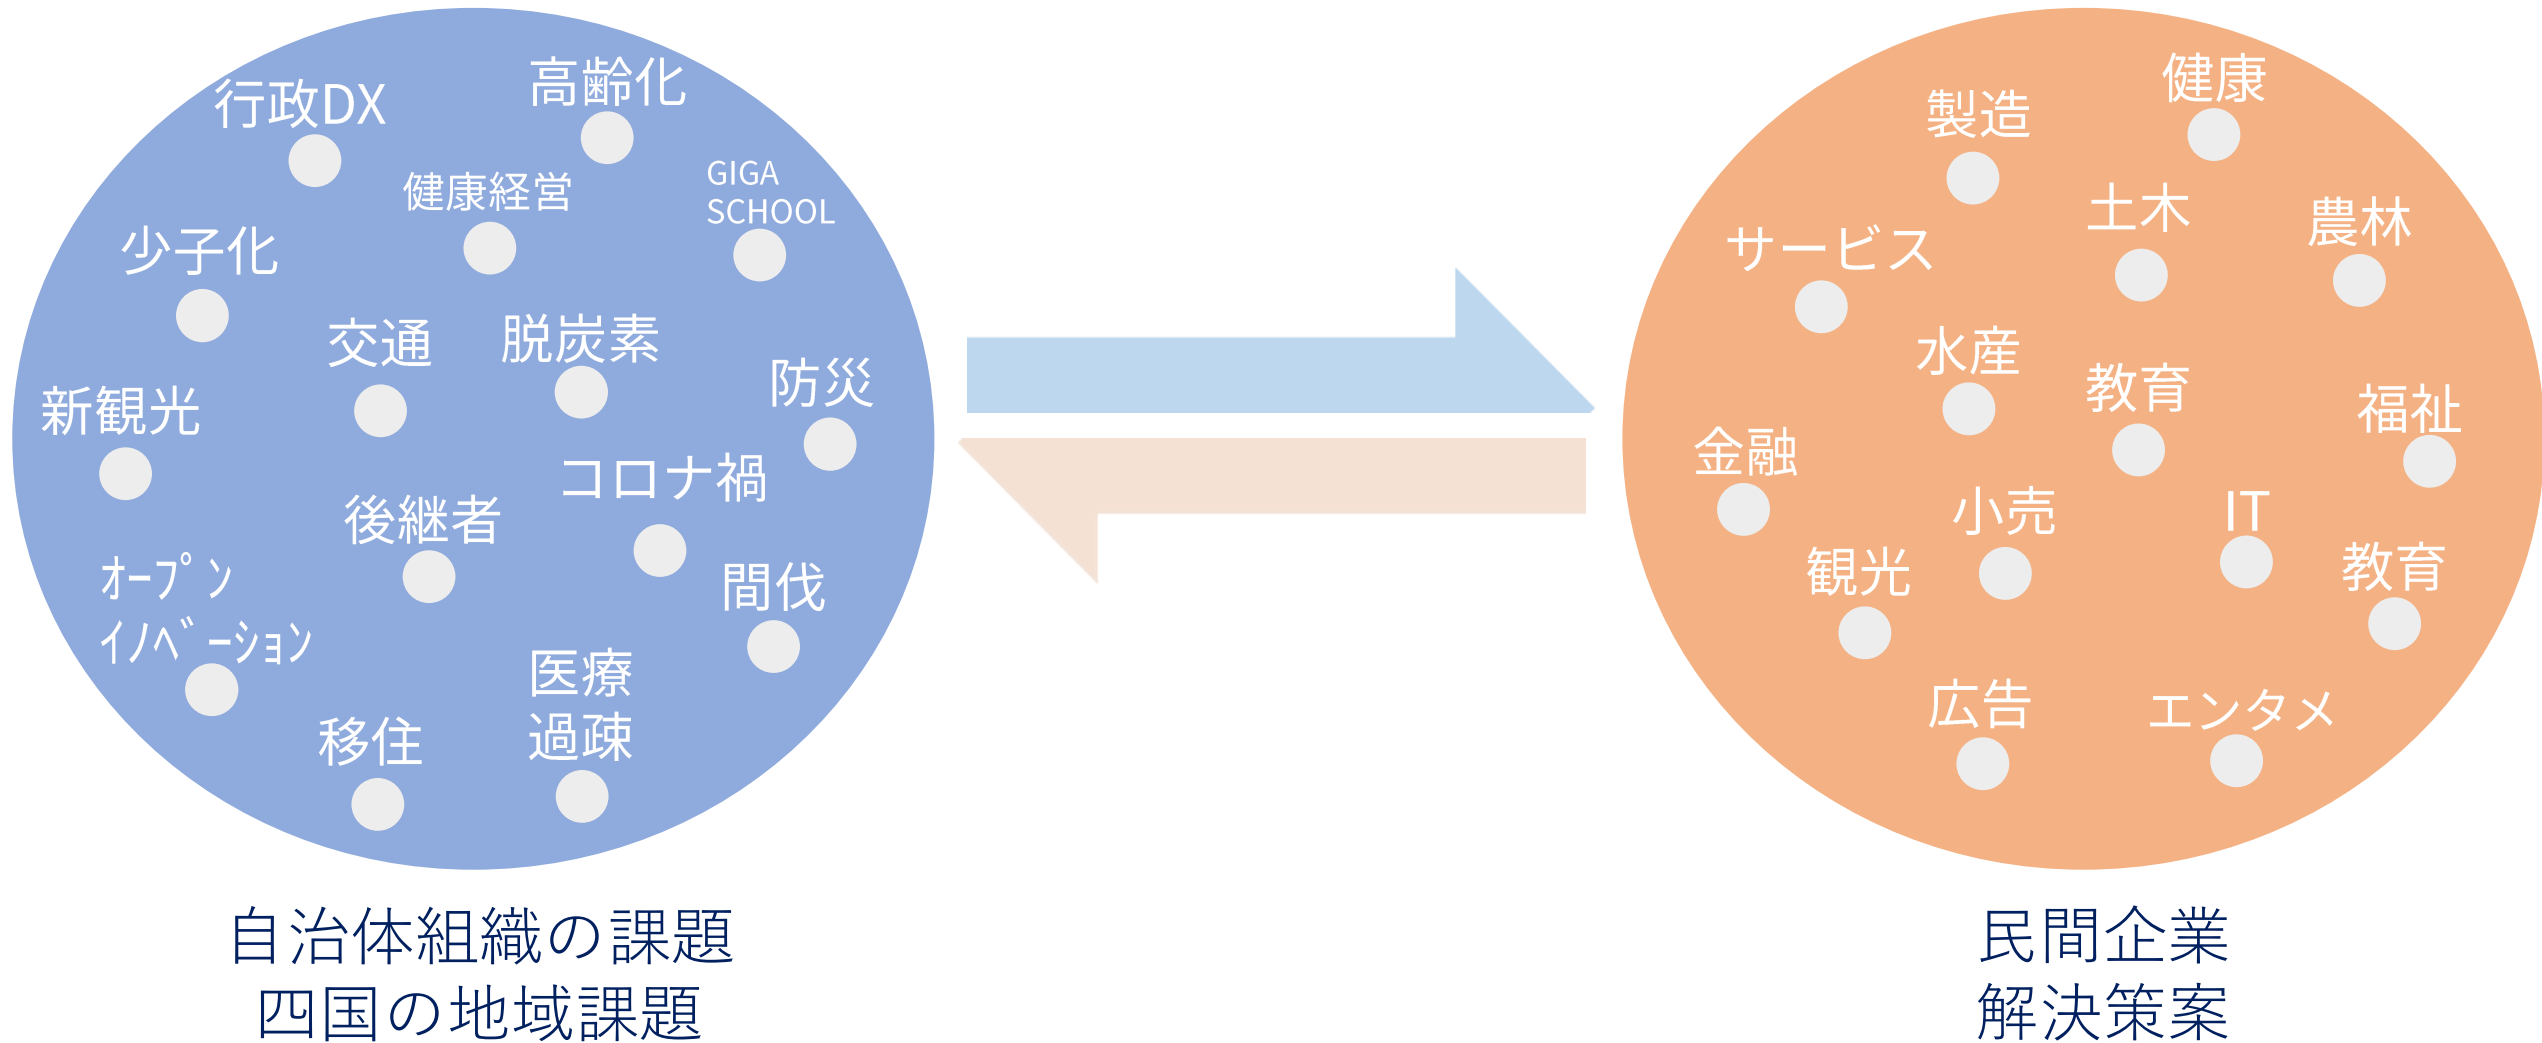 行政DX
高齢化
健康経営
GIGA
SCHOOL
少子化
交通
脱炭素
防災
新観光
コロナ禍
後継者
ｵｰﾌﾟﾝ
ｲﾉﾍﾞｰｼｮﾝ
間伐
医療
過疎
移住
自治体組織の課題
四国の地域課題
健康
製造
土木
農林
サービス
水産
教育
福祉
金融
小売
IT
観光
教育
広告
エンタメ
民間企業
解決策案